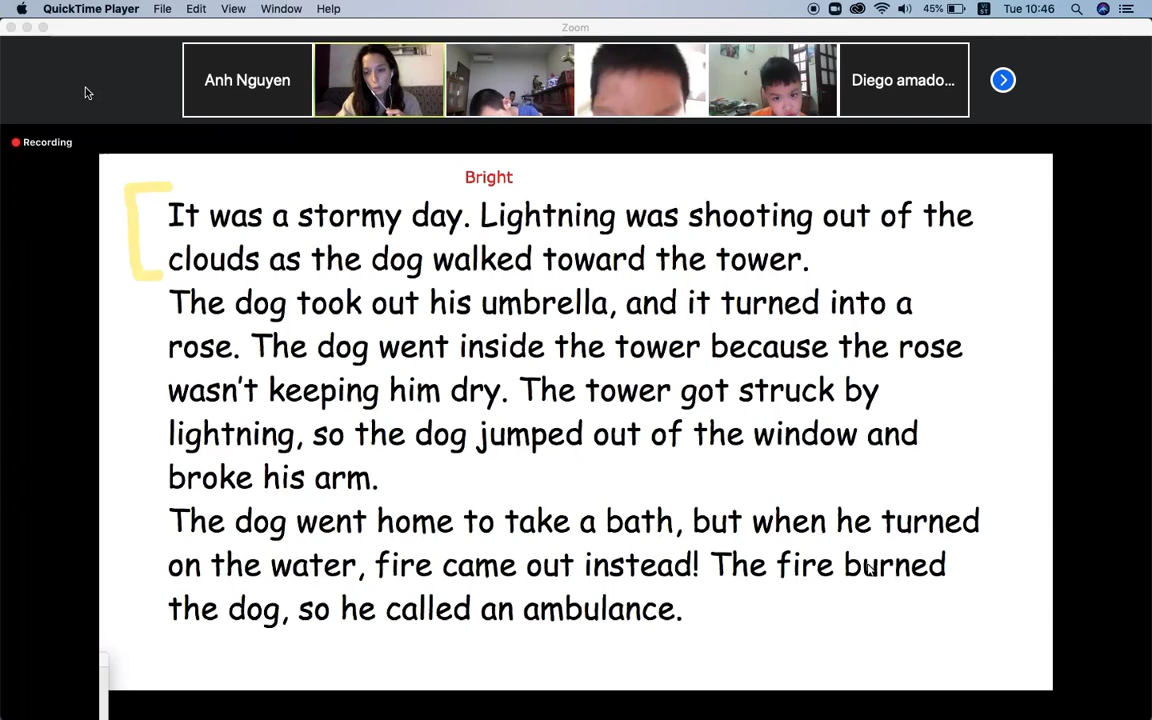 QuickTime Player File Edit View Window Help 45% VI ST Tue 10:46
Zoom
Anh Nguyen Diego amado...
Recording
Bright
It was a stormy day. Lightning was shooting out of the
clouds as the dog walked toward the tower.
The dog took out his umbrella, and it turned into a
rose. The dog went inside the tower because the rose
wasn't keeping him dry. The tower got struck by
lightning, so the dog jumped out of the window and
broke his arm.
The dog went home to take a bath, but when he turned
on the water, fire came out instead! The fire burned
the dog, so he called an ambulance.